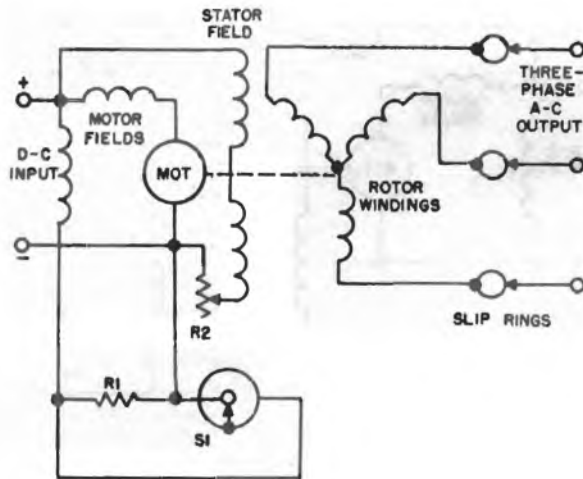 STATOR
FIELD
+
MOTOR
FIELDS
D-C
INPUT
MOT
−
R2
R1
S1
ROTOR
WINDINGS
THREE-
PHASE
A-C
OUTPUT
SLIP RINGS